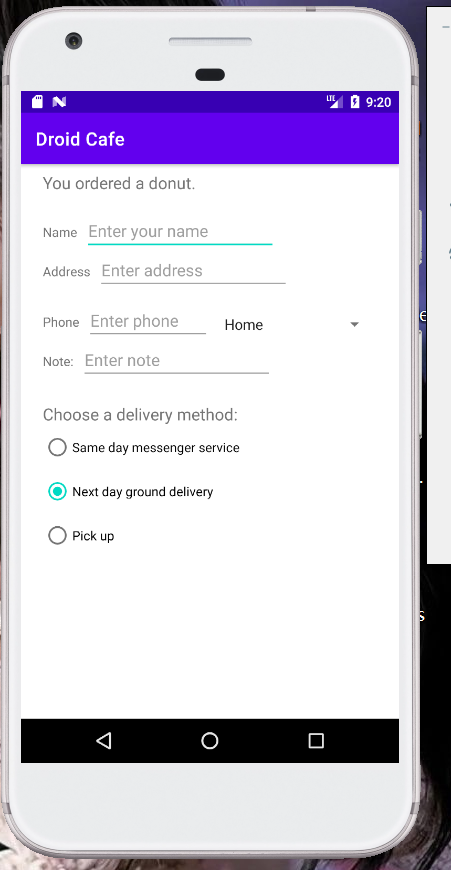 LTE 9:20
Droid Cafe
You ordered a donut.
Name Enter your name
Address Enter address
Phone Enter phone Home
Note: Enter note
Choose a delivery method:
Same day messenger service
Next day ground delivery
Pick up